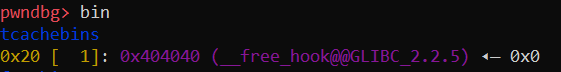 pwndbg> bin
tcachebins
0x20 [  1]: 0x404040 (__free_hook@@GLIBC_2.2.5) ◂— 0x0